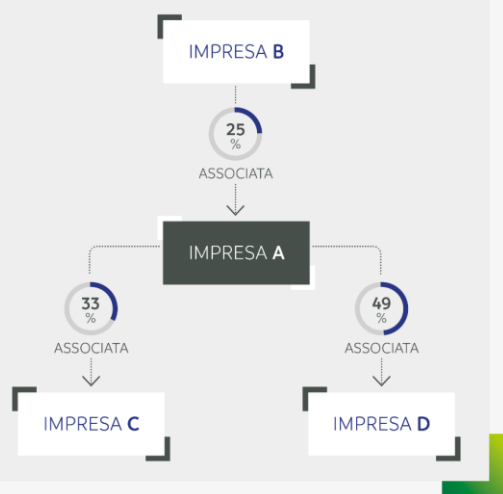 IMPRESA B
25
%
ASSOCIATA
IMPRESA A
33
%
ASSOCIATA
49
%
ASSOCIATA
IMPRESA C
IMPRESA D